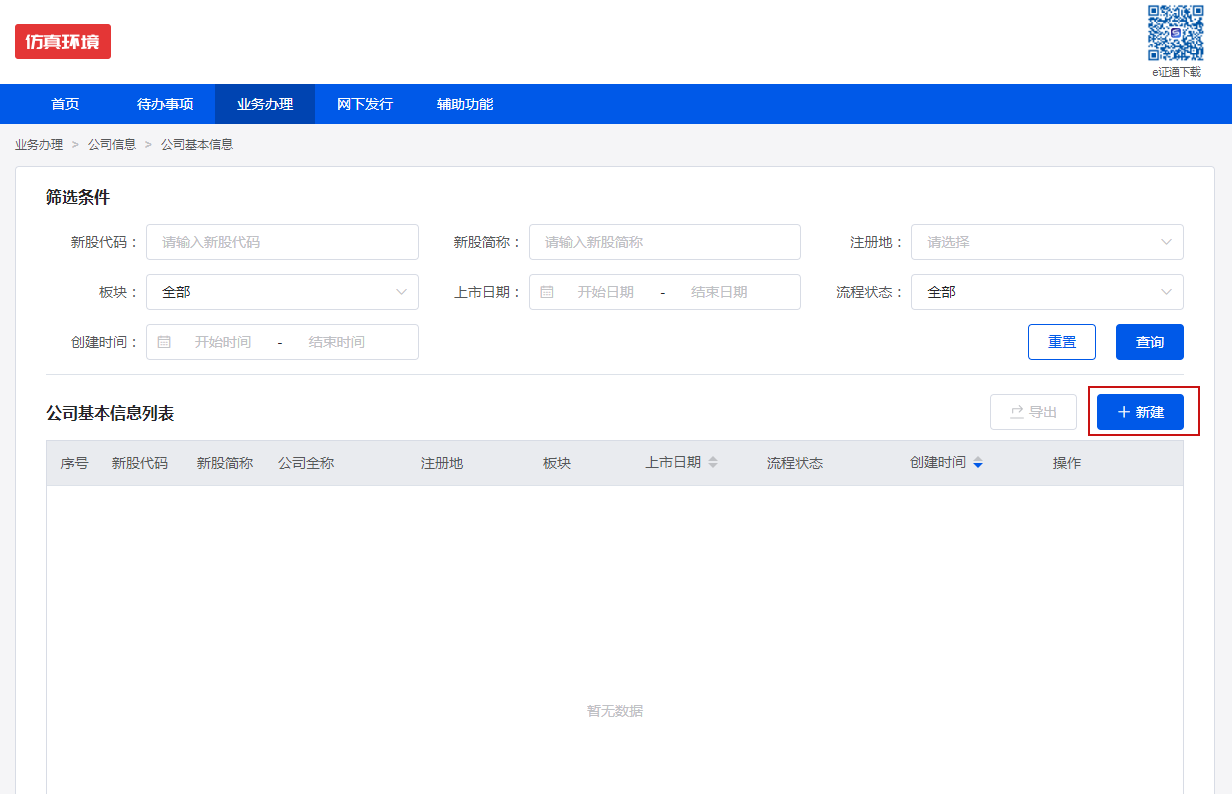 仿真环境
e证通下载
首页 待办事项 业务办理 网下发行 辅助功能
业务办理 > 公司信息 > 公司基本信息
筛选条件
新股代码： 请输入新股代码 新股简称： 请输入新股简称 注册地： 请选择
板块： 全部 上市日期： 开始日期 - 结束日期 流程状态： 全部
创建时间： 开始时间 - 结束时间 重置 查询
公司基本信息列表 导出 + 新建
序号 新股代码 新股简称 公司全称 注册地 板块 上市日期 流程状态 创建时间 操作
暂无数据